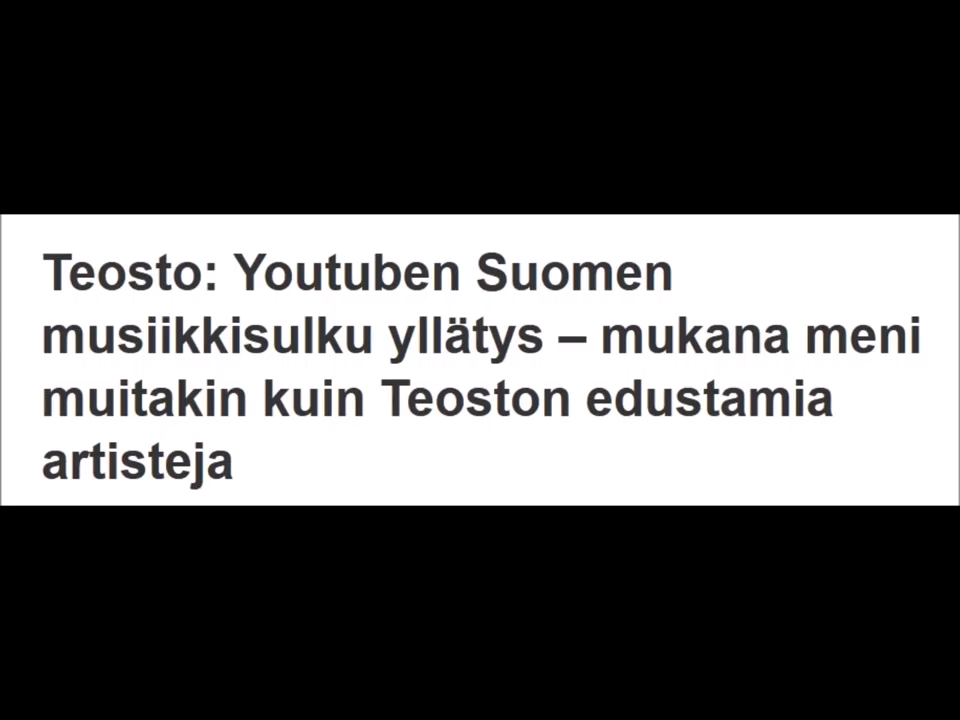 Teosto: Youtuben Suomen
musiikkisulku yllätys – mukana meni
muitakin kuin Teoston edustamia
artisteja